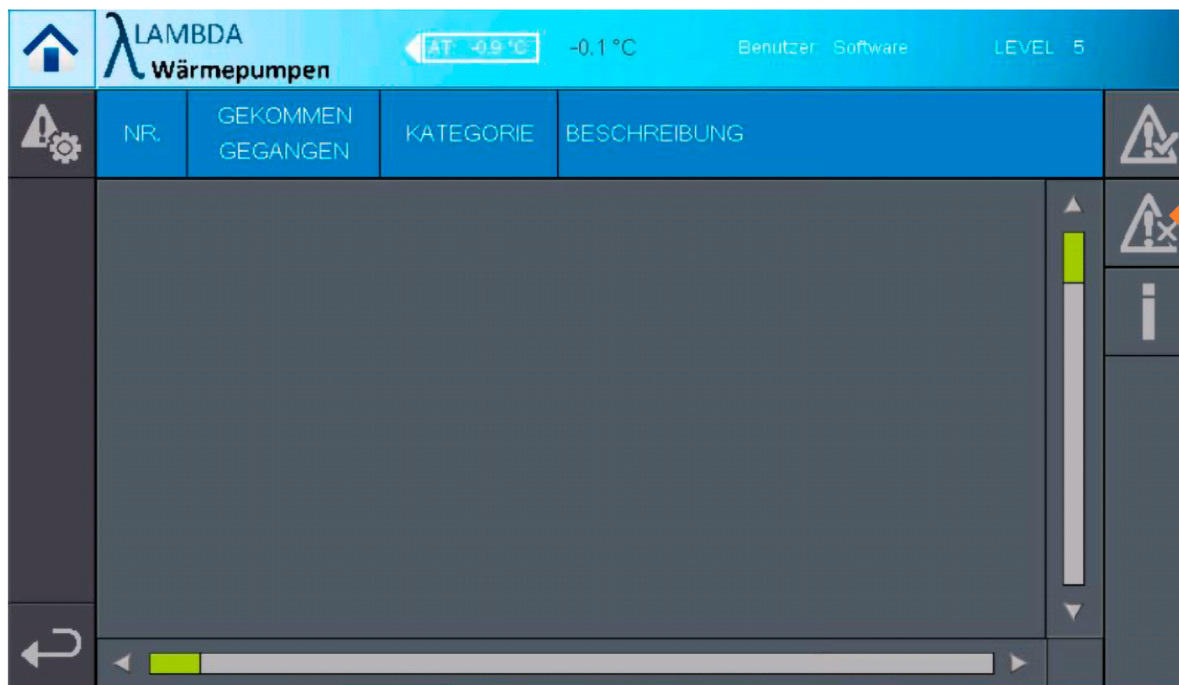 λ LAMBDA
Wärmepumpen
AT: -0.9 °C
-0.1 °C
Benutzer: Software
LEVEL 5
NR.
GEKOMMEN
GEGANGEN
KATEGORIE
BESCHREIBUNG